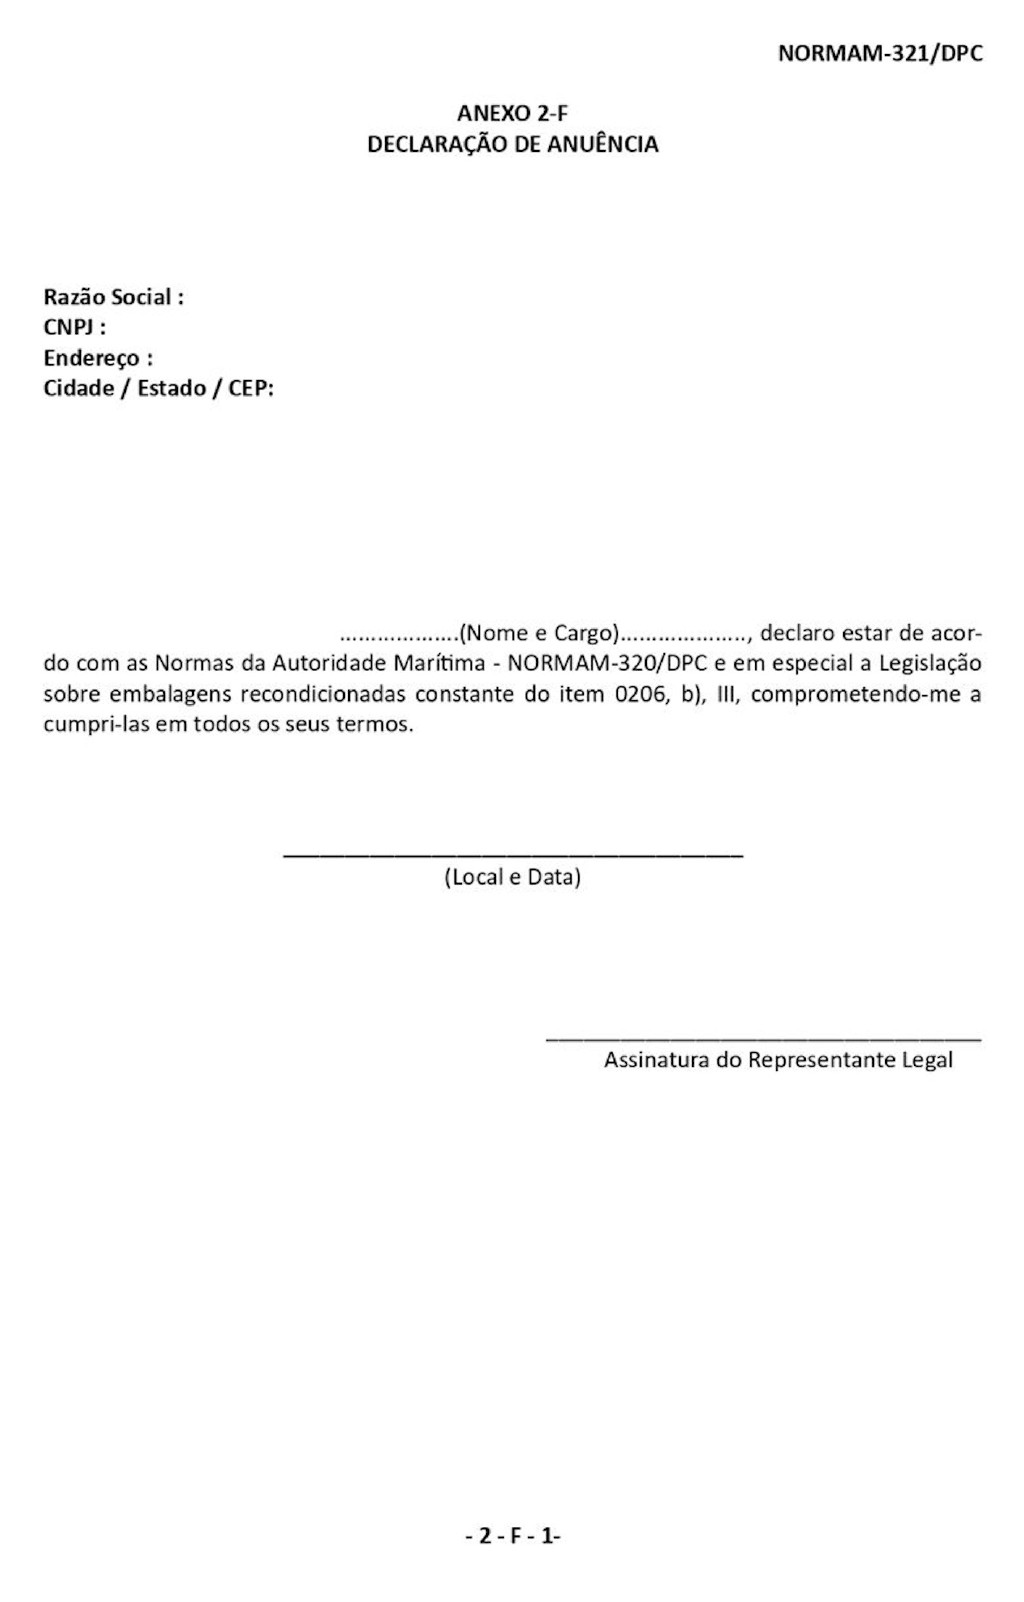 NORMAM-321/DPC
ANEXO 2-F
DECLARAÇÃO DE ANUÊNCIA
Razão Social :
CNPJ :
Endereço :
Cidade / Estado / CEP:
...................(Nome e Cargo)...................., declaro estar de acor-
do com as Normas da Autoridade Marítima - NORMAM-320/DPC e em especial a Legislação
sobre embalagens recondicionadas constante do item 0206, b), III, comprometendo-me a
cumpri-las em todos os seus termos.
(Local e Data)
Assinatura do Representante Legal
- 2 - F - 1-